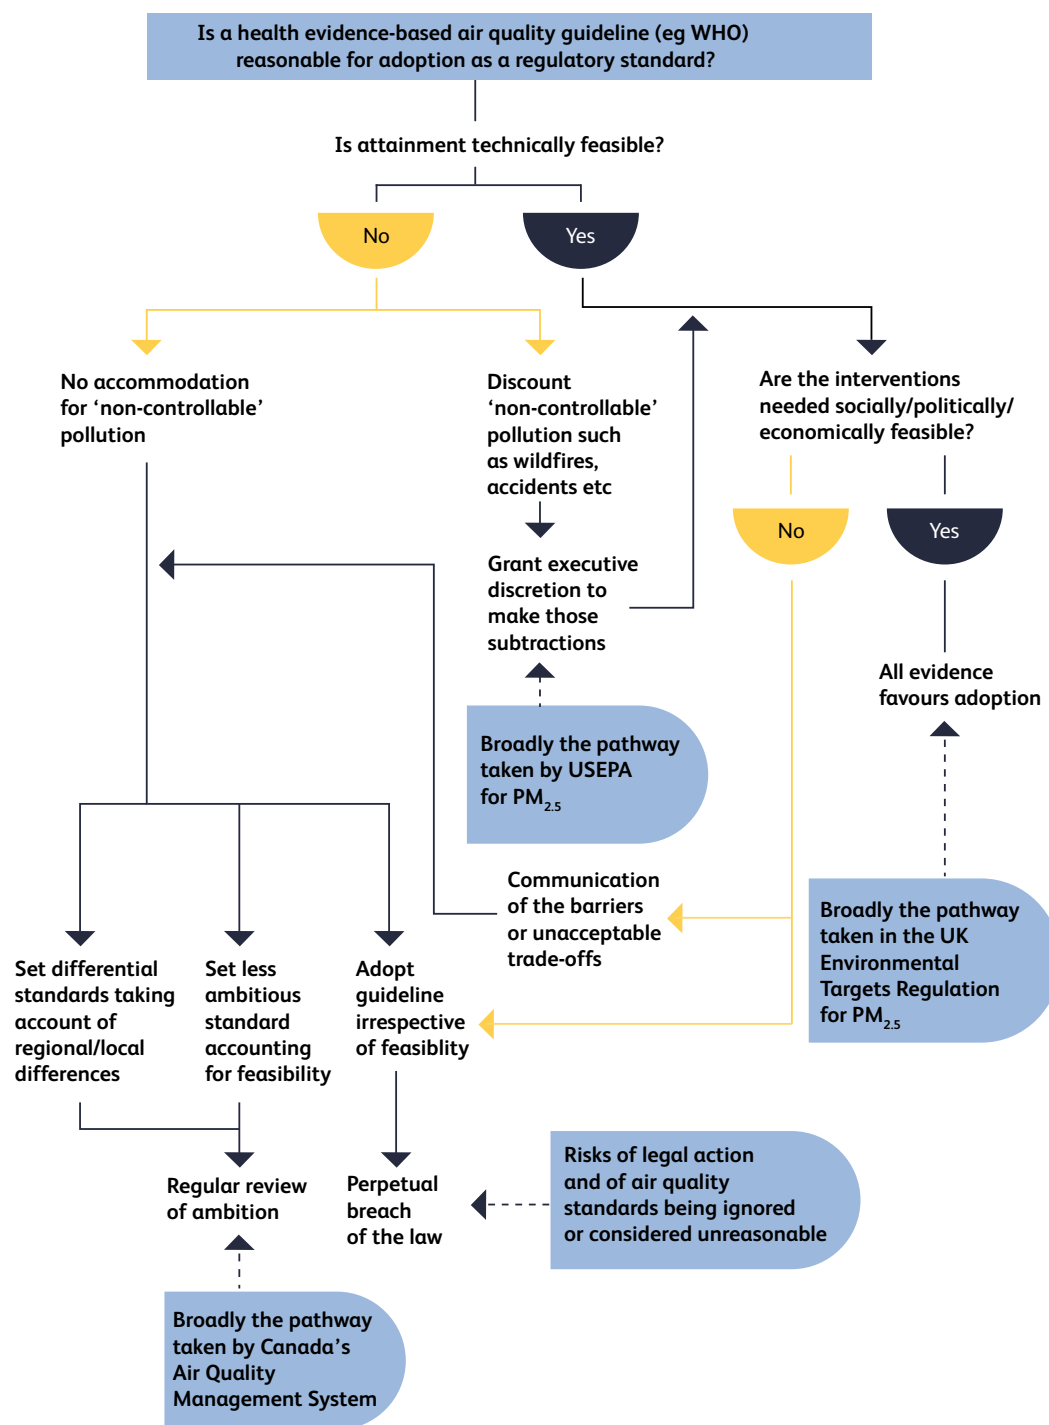 Is a health evidence-based air quality guideline (eg WHO)
reasonable for adoption as a regulatory standard?
Is attainment technically feasible?
No
Yes
No accommodation
for ‘non-controllable’
pollution
Discount
‘non-controllable’
pollution such
as wildfires,
accidents etc
Are the interventions
needed socially/politically/
economically feasible?
No
Yes
Grant executive
discretion to
make those
subtractions
All evidence
favours adoption
Broadly the pathway
taken by USEPA
for PM2.5
Communication
of the barriers
or unacceptable
trade-offs
Broadly the pathway
taken in the UK
Environmental
Targets Regulation
for PM2.5
Set differential
standards taking
account of
regional/local
differences
Set less
ambitious
standard
accounting
for feasibility
Adopt
guideline
irrespective
of feasiblity
Regular review
of ambition
Perpetual
breach
of the law
Risks of legal action
and of air quality
standards being ignored
or considered unreasonable
Broadly the pathway
taken by Canada’s
Air Quality
Management System